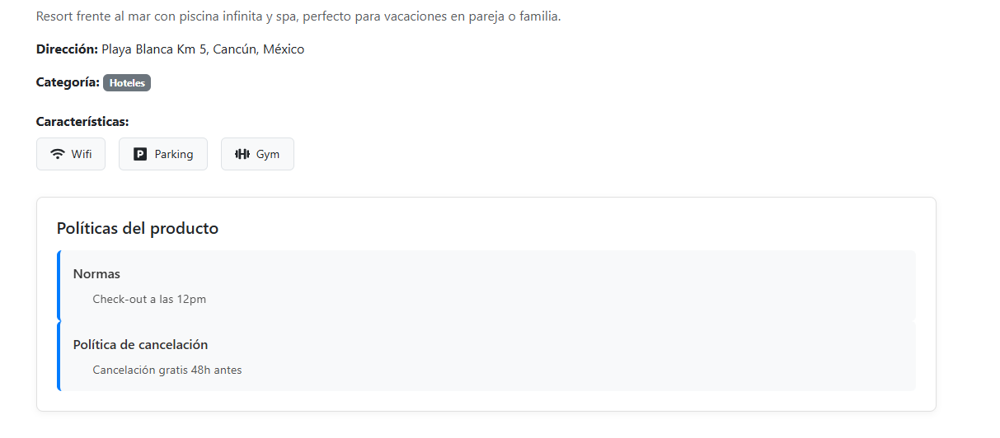 Resort frente al mar con piscina infinita y spa, perfecto para vacaciones en pareja o familia.
Dirección: Playa Blanca Km 5, Cancún, México
Categoría: Hoteles
Características:
Wifi P Parking Gym
Políticas del producto
Normas
Check-out a las 12pm
Política de cancelación
Cancelación gratis 48h antes